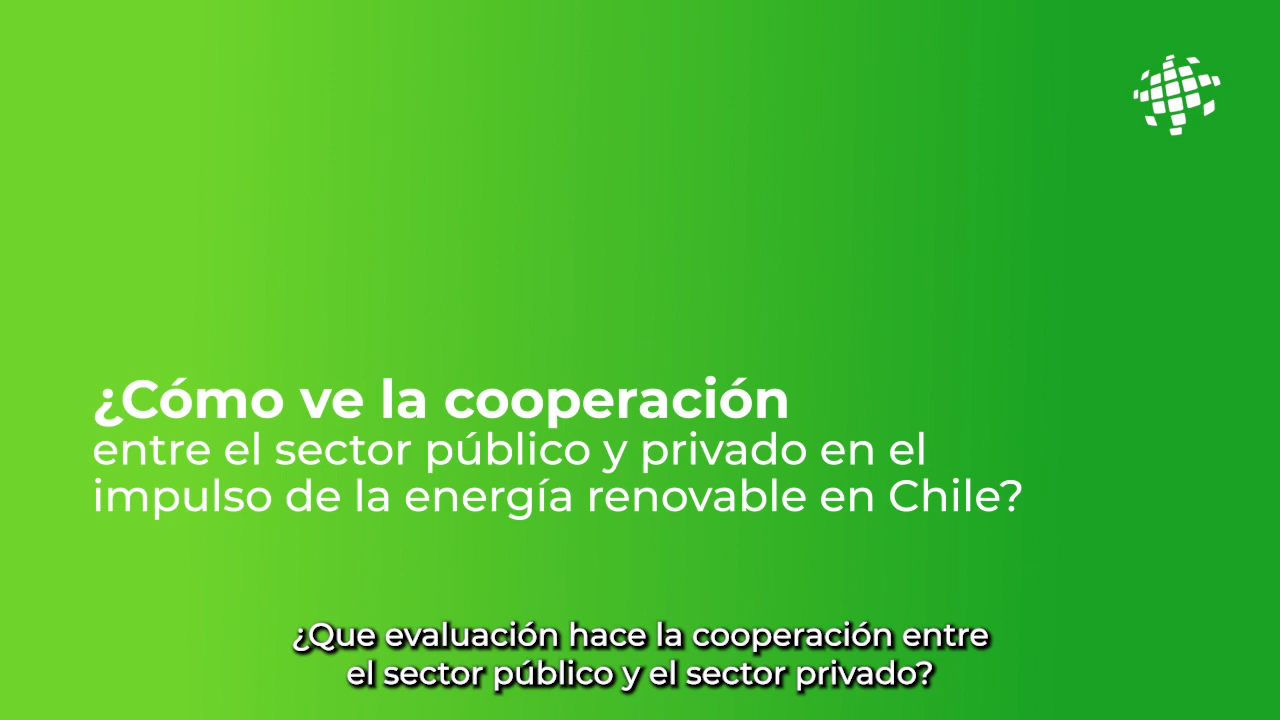 ¿Cómo ve la cooperación
entre el sector público y privado en el
impulso de la energía renovable en Chile?
¿Que evaluación hace la cooperación entre
el sector público y el sector privado?